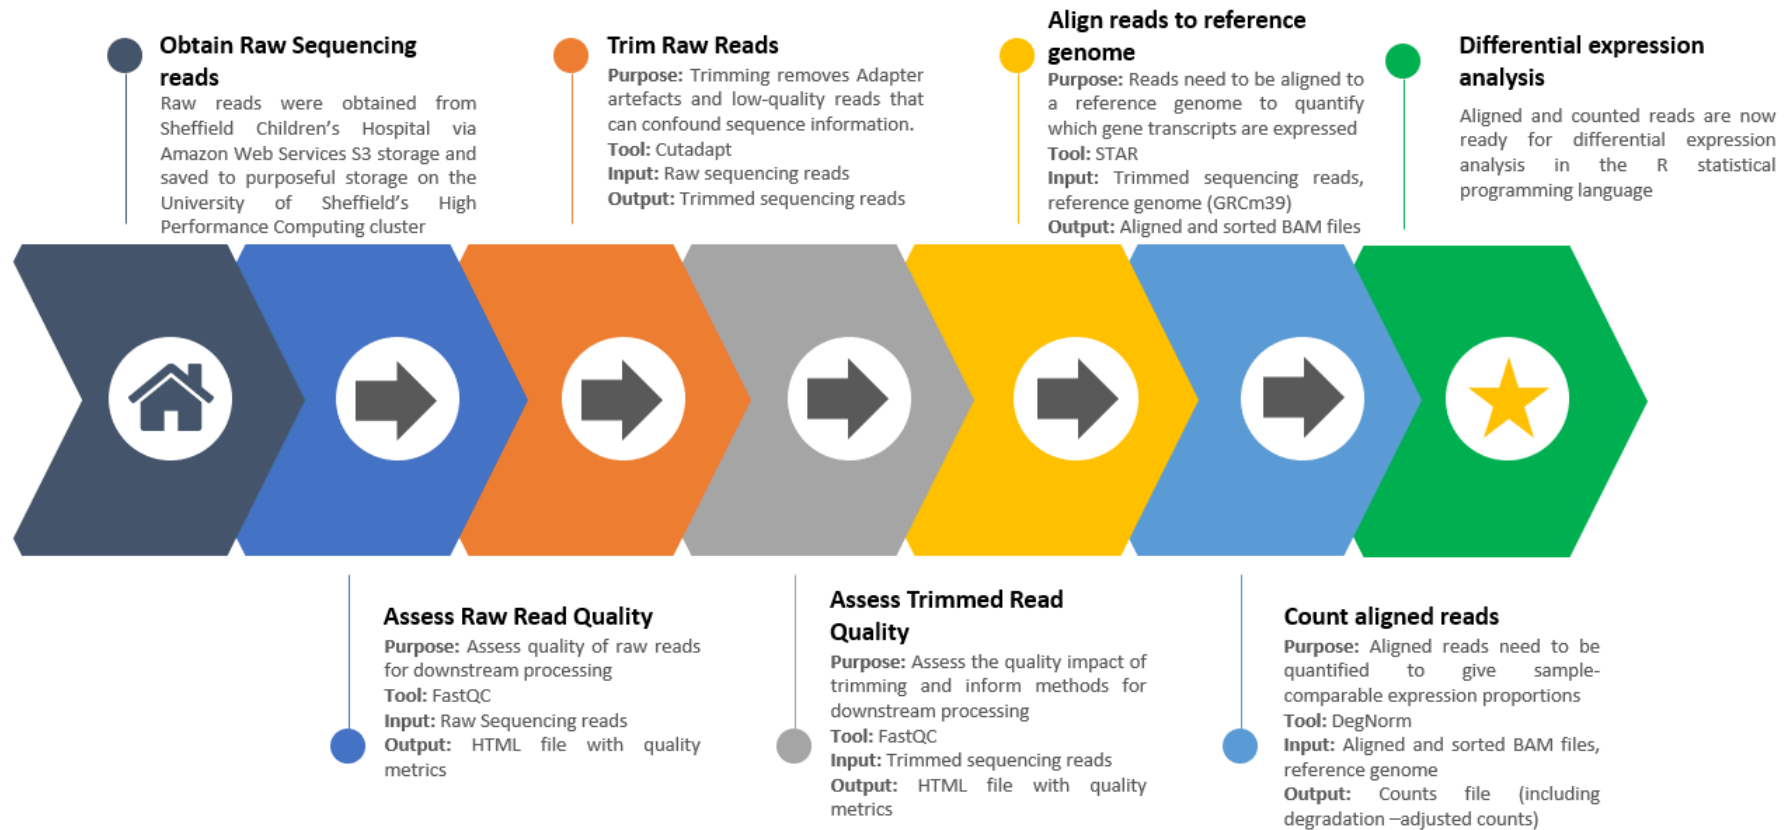 Obtain Raw Sequencing
reads
Raw reads were obtained from
Sheffield Children's Hospital via
Amazon Web Services S3 storage and
saved to purposeful storage on the
University of Sheffield's High
Performance Computing cluster
Trim Raw Reads
Purpose: Trimming removes Adapter
artefacts and low-quality reads that
can confound sequence information.
Tool: Cutadapt
Input: Raw sequencing reads
Output: Trimmed sequencing reads
Align reads to reference
genome
Purpose: Reads need to be aligned to
a reference genome to quantify
which gene transcripts are expressed
Tool: STAR
Input: Trimmed sequencing reads,
reference genome (GRCm39)
Output: Aligned and sorted BAM files
Differential expression
analysis
Aligned and counted reads are now
ready for differential expression
analysis in the R statistical
programming language
Assess Raw Read Quality
Purpose: Assess quality of raw reads
for downstream processing
Tool: FastQC
Input: Raw Sequencing reads
Output: HTML file with quality
metrics
Assess Trimmed Read
Quality
Purpose: Assess the quality impact of
trimming and inform methods for
downstream processing
Tool: FastQC
Input: Trimmed sequencing reads
Output: HTML file with quality
metrics
Count aligned reads
Purpose: Aligned reads need to be
quantified to give sample-
comparable expression proportions
Tool: DegNorm
Input: Aligned and sorted BAM files,
reference genome
Output: Counts file (including
degradation –adjusted counts)